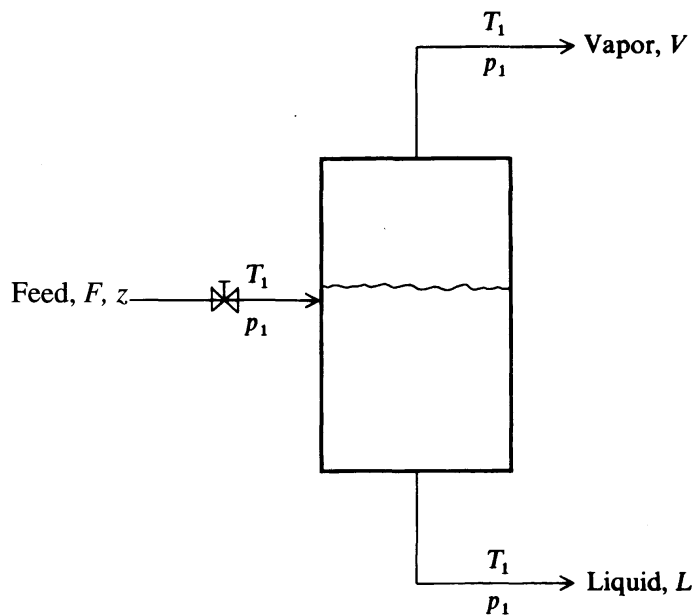 T₁
Vapor, V
p₁
Feed, F, z
T₁
p₁
T₁
Liquid, L
p₁